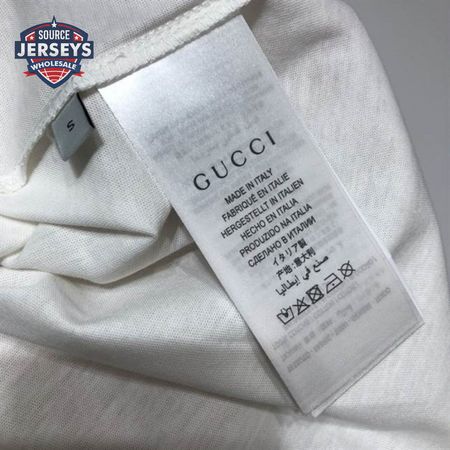 SOURCE
JERSEYS
WHOLESALE
S
GUCCI
MADE IN ITALY
FABRIQUÉ EN ITALIE
HERGESTELLT IN ITALIEN
HECHO EN ITALIA
PRODUZIDO NA ITALIA
СДЕЛАНО В ИТАЛИИ
イタリア製
产地：意大利
صنع في إيطاليا